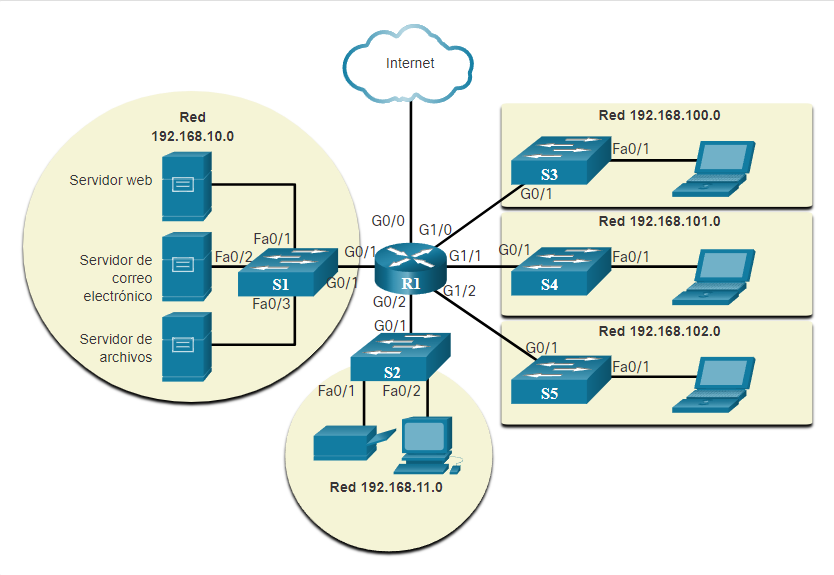 Internet
Red
192.168.10.0
Servidor web
Fa0/1
Servidor de
correo
electrónico
Fa0/2
S1
Fa0/3
Servidor de
archivos
G0/1
G0/1
G0/0
G1/0
G1/1
R1
G0/2
G1/2
G0/1
S2
Fa0/1
Fa0/2
Red 192.168.11.0
Red 192.168.100.0
Fa0/1
S3
G0/1
Red 192.168.101.0
G0/1
Fa0/1
S4
Red 192.168.102.0
G0/1
Fa0/1
S5